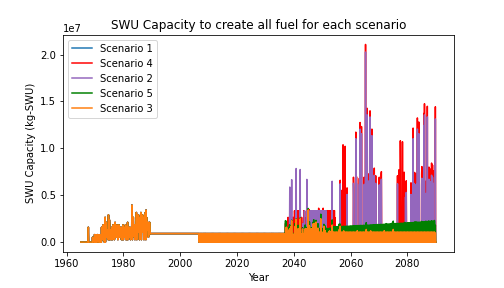 SWU Capacity to create all fuel for each scenario
1e7
Scenario 1
Scenario 4
Scenario 2
Scenario 5
Scenario 3
SWU Capacity (kg-SWU)
2.0
1.5
1.0
0.5
0.0
1960 1980 2000 2020 2040 2060 2080
Year